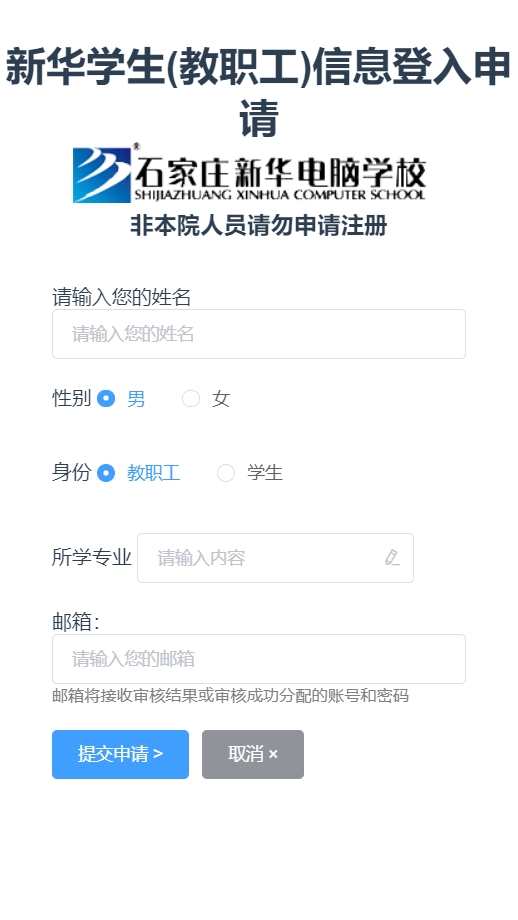 新华学生(教职工)信息登入申
请
石家庄新华电脑学校
®
SHIJIAZHUANG XINHUA COMPUTER SCHOOL
非本院人员请勿申请注册
请输入您的姓名
请输入您的姓名
性别 男 女
身份 教职工 学生
所学专业 请输入内容
邮箱：
请输入您的邮箱
邮箱将接收审核结果或审核成功分配的账号和密码
提交申请 > 取消 ×